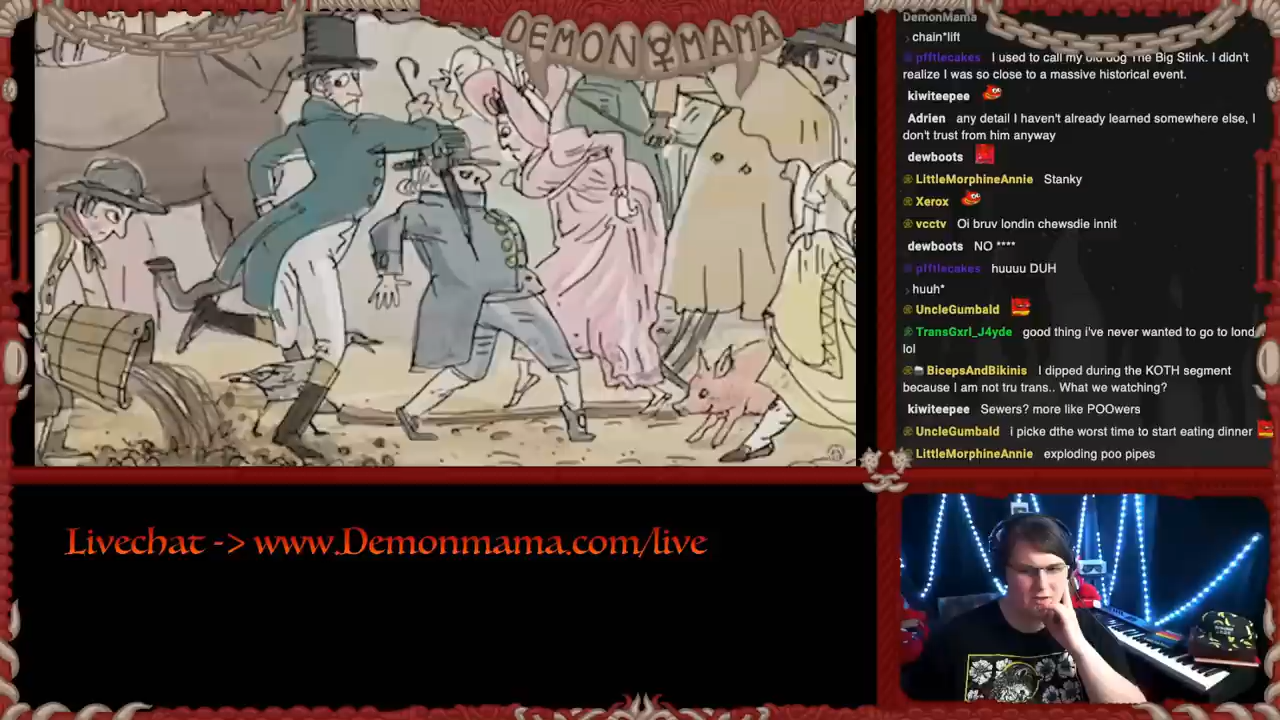 DEMON♀MAMA
DemonMama
chain*lift
pfftlecakes I used to call my old dog The Big Stink. I didn't
realize I was so close to a massive historical event.
kiwiteepee
Adrien any detail I haven't already learned somewhere else, I
don't trust from him anyway
dewboots
LittleMorphineAnnie Stanky
Xerox
vcctv Oi bruv londin chewsdie innit
dewboots NO ****
pfftlecakes huuuu DUH
huuh*
UncleGumbald
TransGxrl_J4yde good thing i've never wanted to go to lond
lol
BicepsAndBikinis I dipped during the KOTH segment
because I am not tru trans.. What we watching?
kiwiteepee Sewers? more like POOwers
UncleGumbald i picke dthe worst time to start eating dinner
LittleMorphineAnnie exploding poo pipes
Livechat -> www.Demonmama.com/live